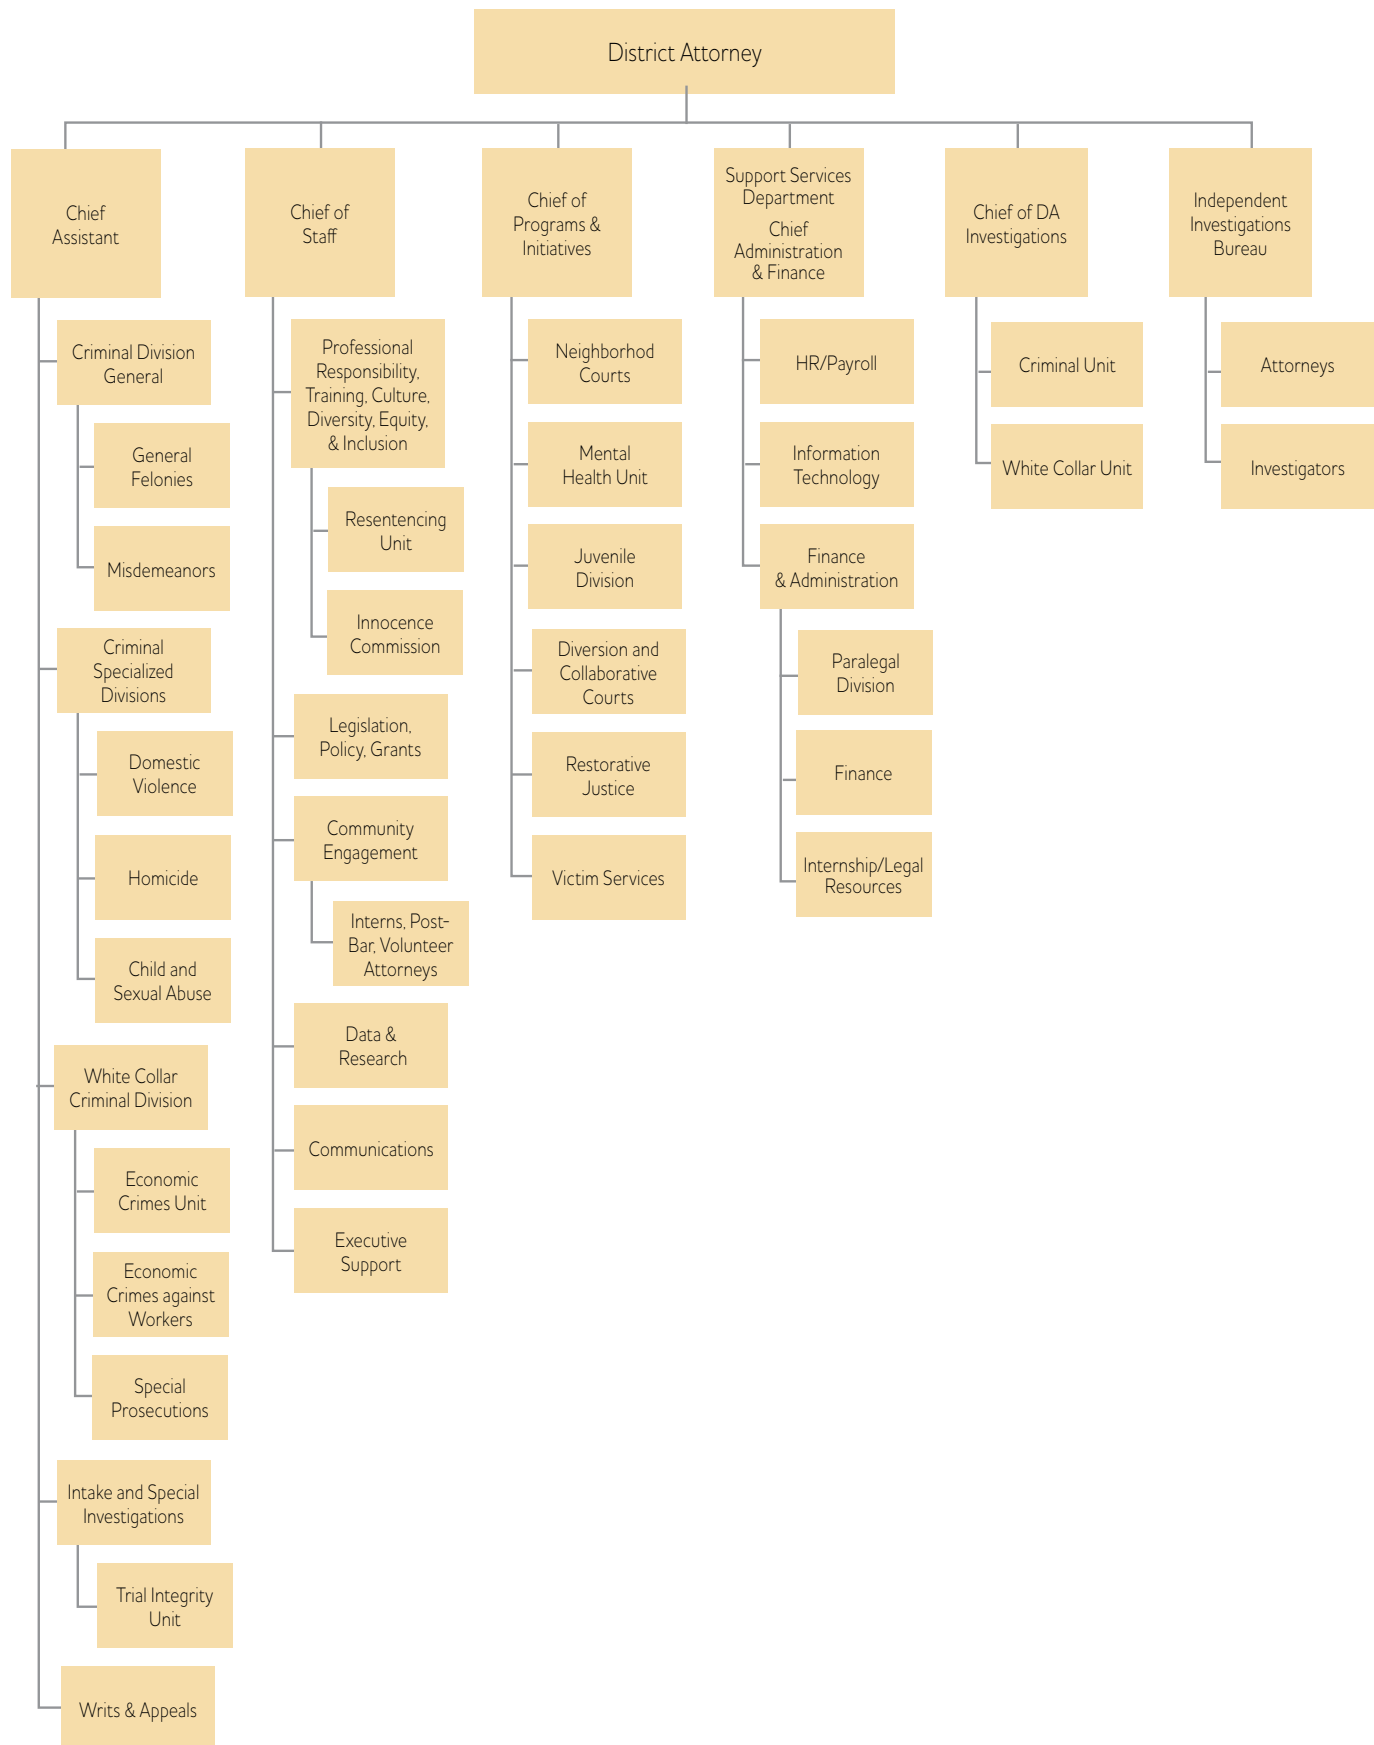 District Attorney
Chief
Assistant
Criminal Division
General
General
Felonies
Misdemeanors
Criminal
Specialized
Divisions
Domestic
Violence
Homicide
Child and
Sexual Abuse
White Collar
Criminal Division
Economic
Crimes Unit
Economic
Crimes against
Workers
Special
Prosecutions
Intake and Special
Investigations
Trial Integrity
Unit
Writs & Appeals
Chief of
Staff
Professional
Responsibility,
Training, Culture,
Diversity, Equity,
& Inclusion
Resentencing
Unit
Innocence
Commission
Legislation,
Policy, Grants
Community
Engagement
Interns, Post-
Bar, Volunteer
Attorneys
Data &
Research
Communications
Executive
Support
Chief of
Programs &
Initiatives
Neighborhod
Courts
Mental
Health Unit
Juvenile
Division
Diversion and
Collaborative
Courts
Restorative
Justice
Victim Services
Support Services
Department
Chief
Administration
& Finance
HR/Payroll
Information
Technology
Finance
& Administration
Paralegal
Division
Finance
Internship/Legal
Resources
Chief of DA
Investigations
Criminal Unit
White Collar Unit
Independent
Investigations
Bureau
Attorneys
Investigators